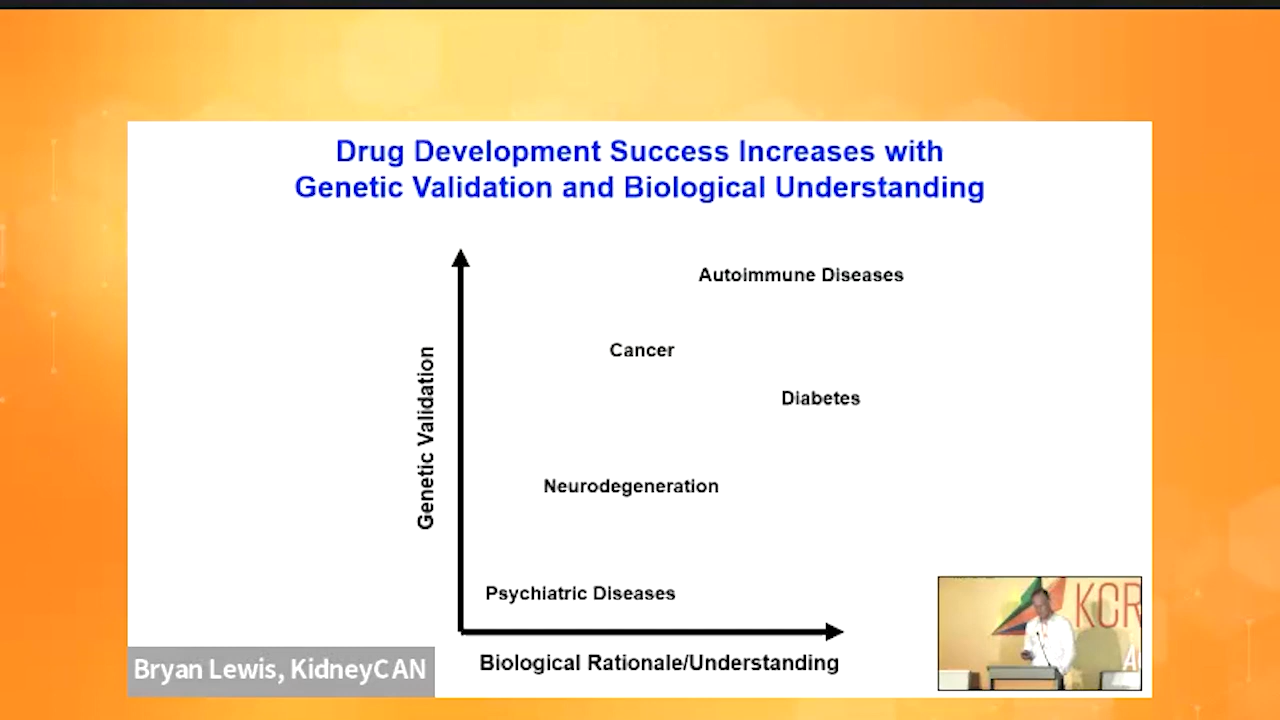 Drug Development Success Increases with
Genetic Validation and Biological Understanding
Autoimmune Diseases
Cancer
Diabetes
Genetic Validation
Neurodegeneration
Psychiatric Diseases
Biological Rationale/Understanding
Bryan Lewis, KidneyCAN
KCR
A